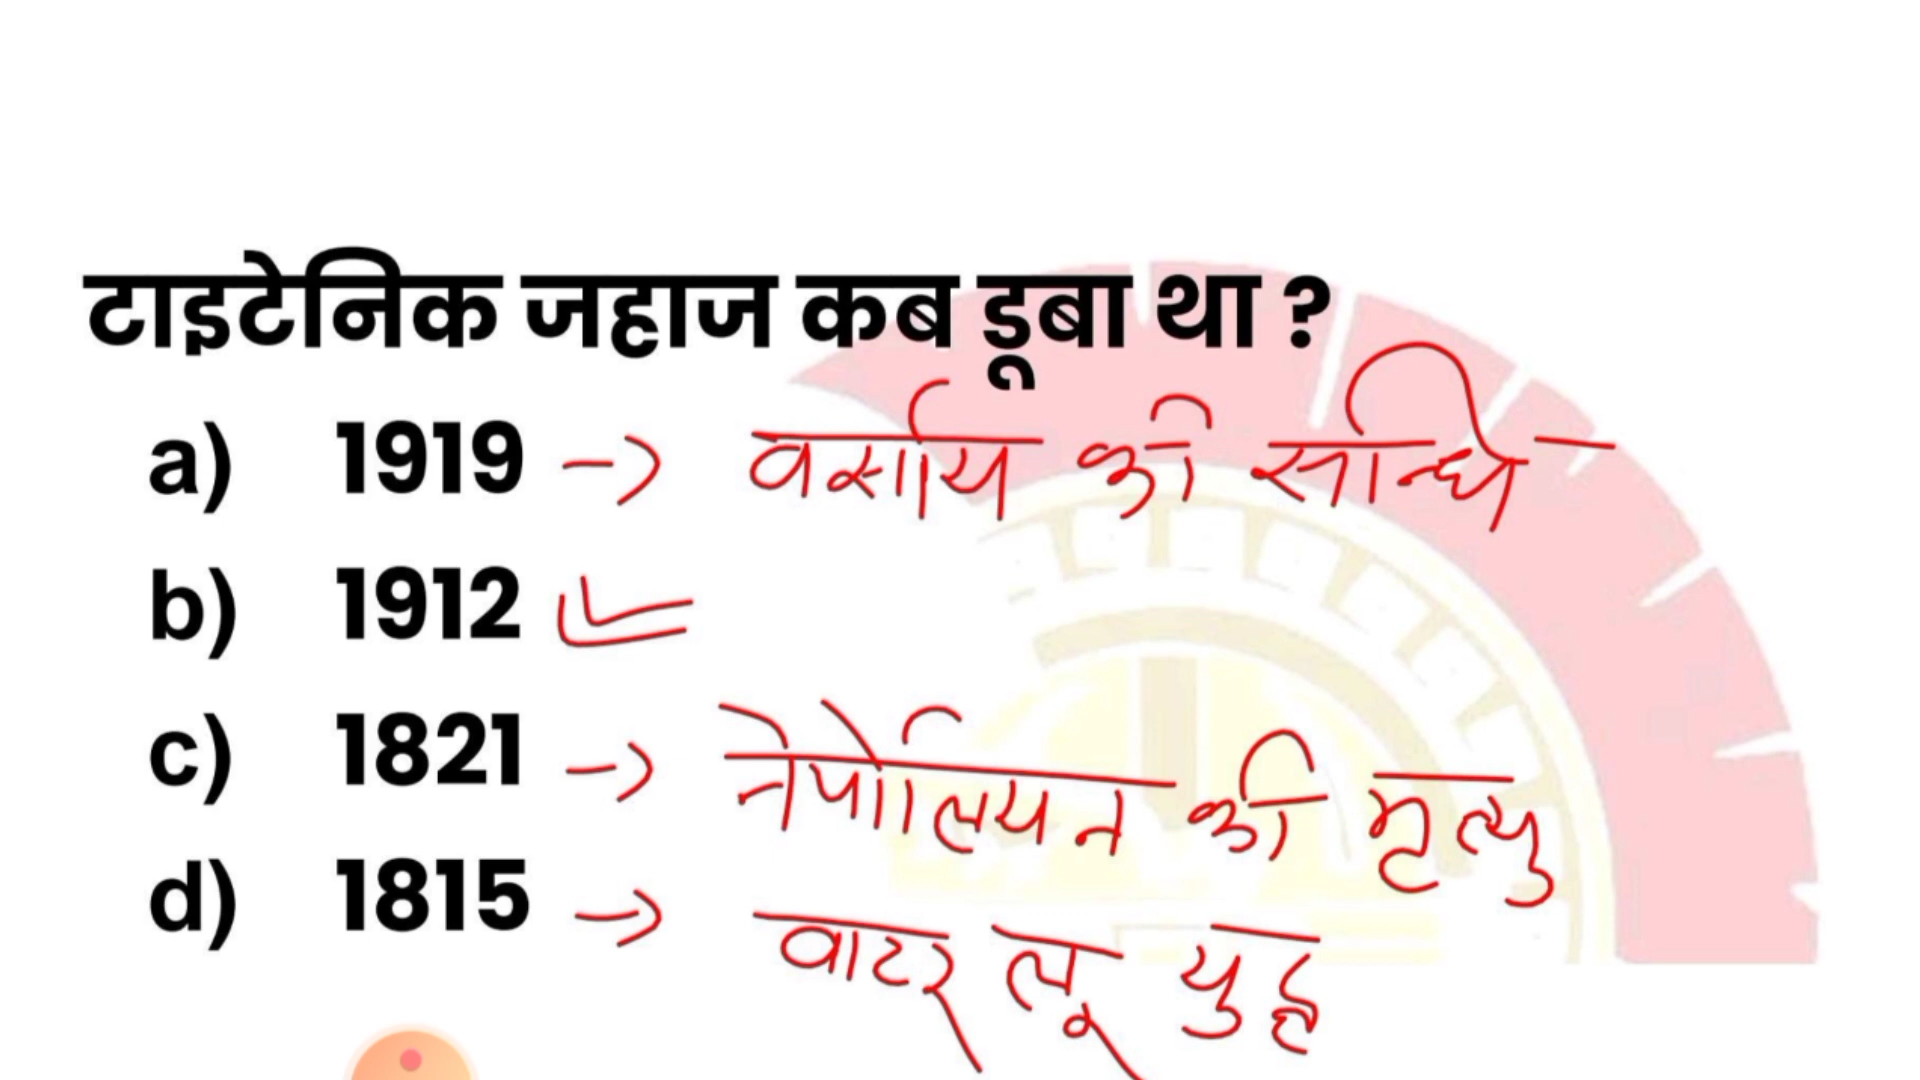 टाइटेनिक जहाज कब डूबा था ?
a) 1919 -> वर्साय की सन्धि
b) 1912
c) 1821 -> नेपोलियन की मृत्यु
d) 1815 -> वाटर लू युद्ध